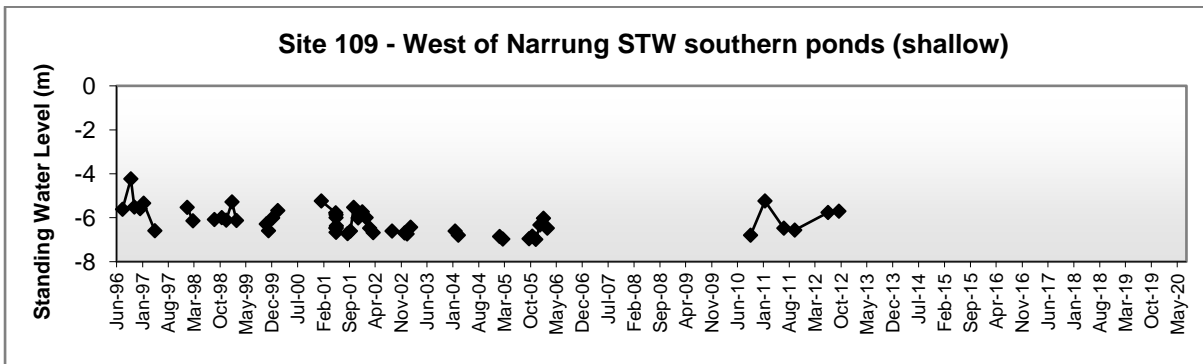 Site 109 - West of Narrung STW southern ponds (shallow)
Standing Water Level (m)
0
-2
-4
-6
-8
Jun-96
Jan-97
Aug-97
Mar-98
Oct-98
May-99
Dec-99
Jul-00
Feb-01
Sep-01
Apr-02
Nov-02
Jun-03
Jan-04
Aug-04
Mar-05
Oct-05
May-06
Dec-06
Jul-07
Feb-08
Sep-08
Apr-09
Nov-09
Jun-10
Jan-11
Aug-11
Mar-12
Oct-12
May-13
Dec-13
Jul-14
Feb-15
Sep-15
Apr-16
Nov-16
Jun-17
Jan-18
Aug-18
Mar-19
Oct-19
May-20